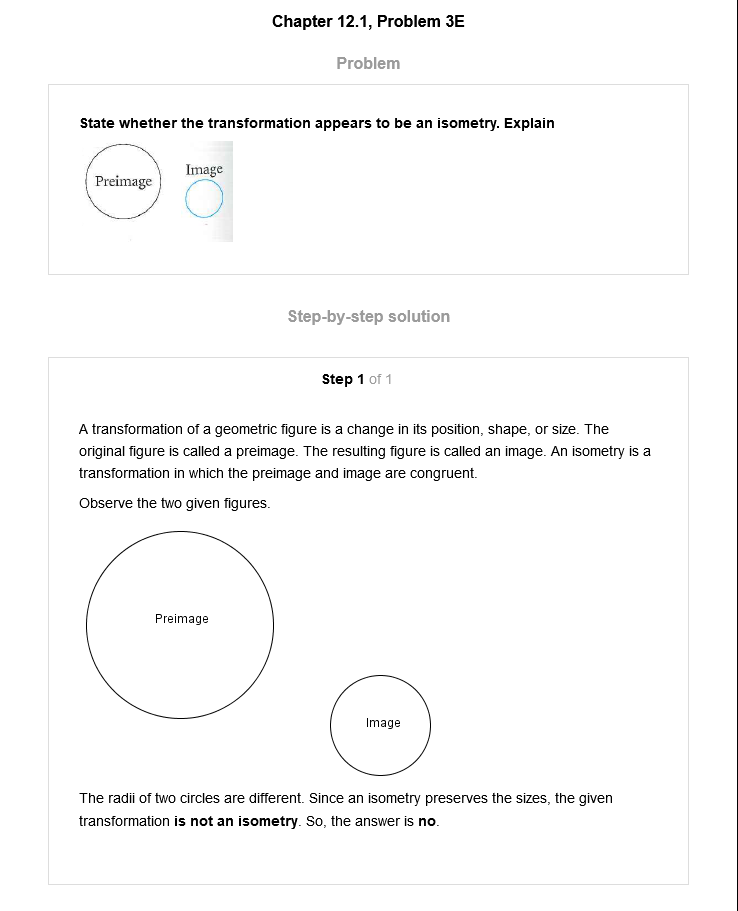 Chapter 12.1, Problem 3E
Problem
State whether the transformation appears to be an isometry. Explain
Preimage
Image
Step-by-step solution
Step 1 of 1
A transformation of a geometric figure is a change in its position, shape, or size. The
original figure is called a preimage. The resulting figure is called an image. An isometry is a
transformation in which the preimage and image are congruent.
Observe the two given figures.
Preimage
Image
The radii of two circles are different. Since an isometry preserves the sizes, the given
transformation is not an isometry. So, the answer is no.